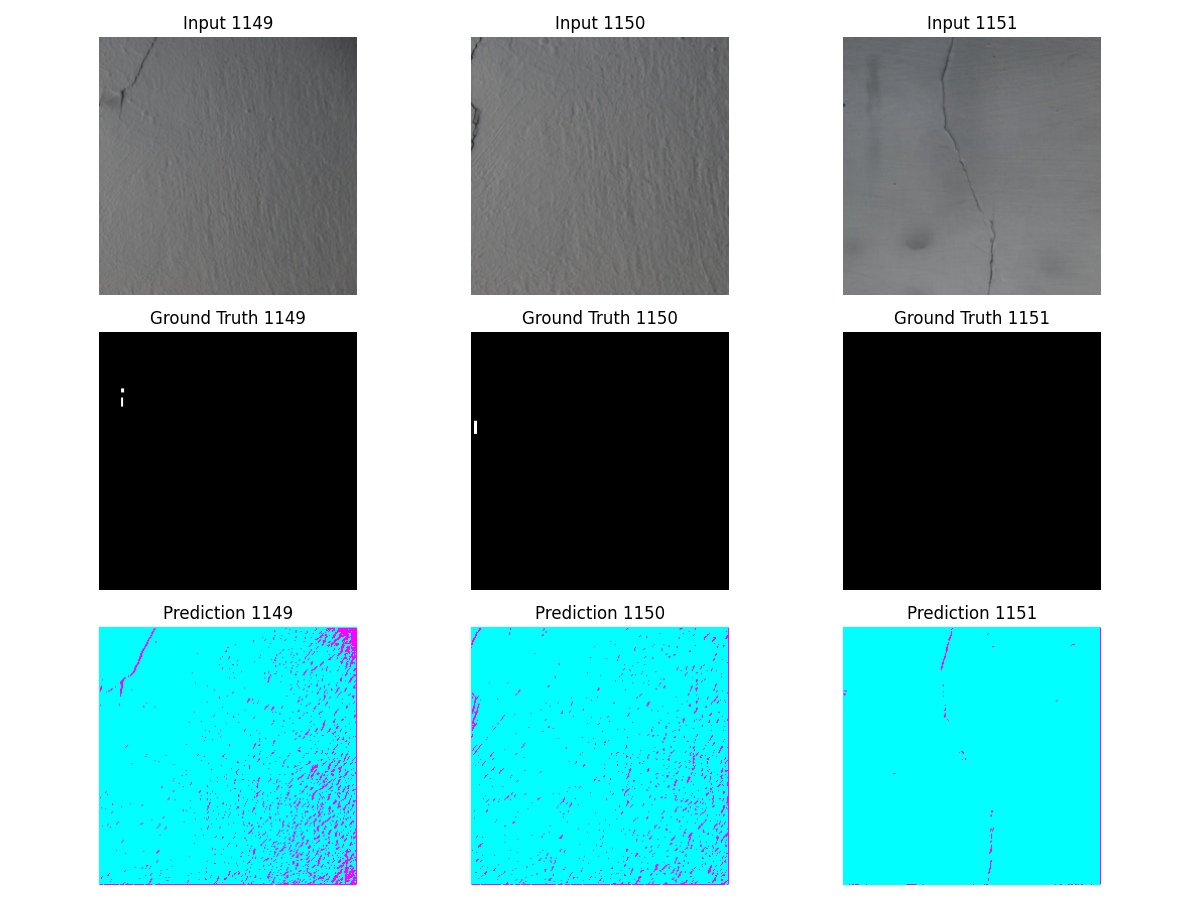 Input 1149
Input 1150
Input 1151
Ground Truth 1149
Ground Truth 1150
Ground Truth 1151
Prediction 1149
Prediction 1150
Prediction 1151